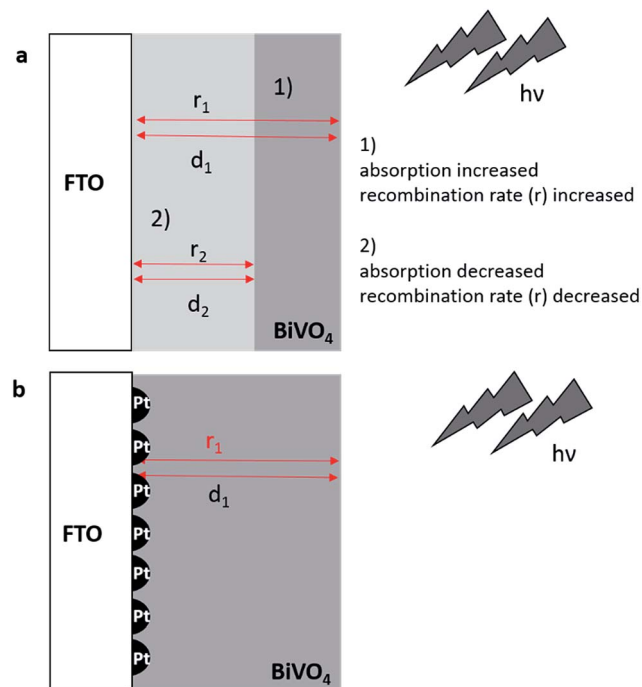 a
hν
1)
r1
d1
1)
absorption increased
recombination rate (r) increased
FTO
2)
r2
d2
2)
absorption decreased
recombination rate (r) decreased
BiVO4
b
Pt
Pt
Pt
Pt
Pt
Pt
Pt
r1
d1
hν
FTO
BiVO4